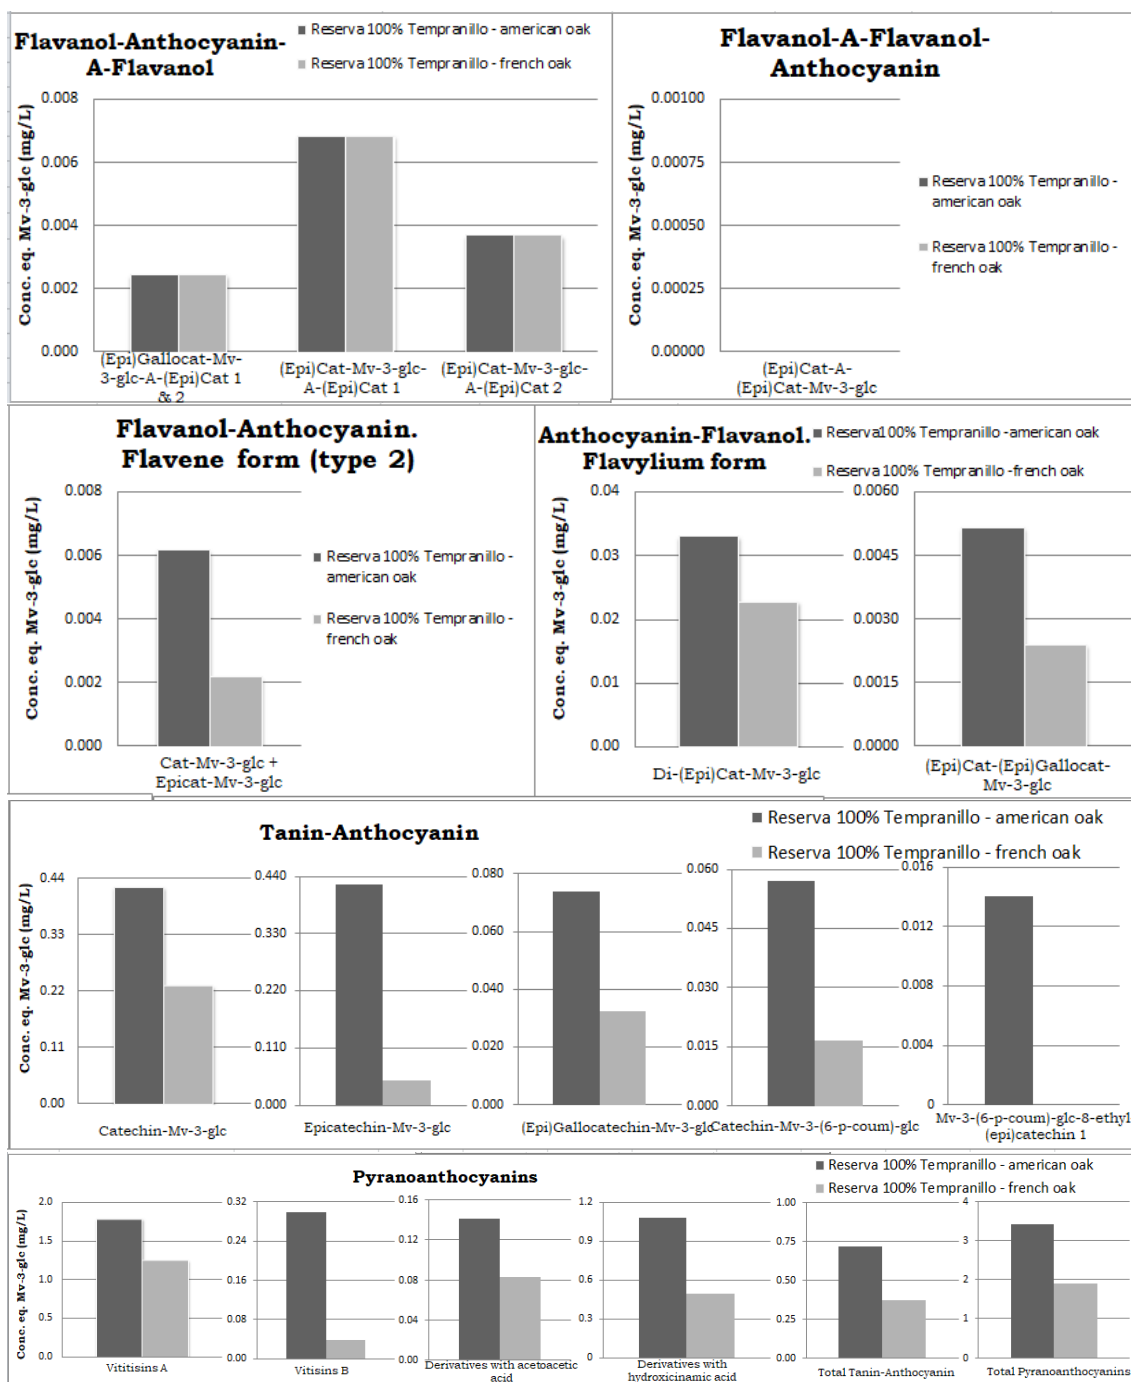 Flavanol-Anthocyanin-
A-Flavanol
Reserva 100% Tempranillo - american oak
Reserva 100% Tempranillo - french oak
Conc. eq. Mv-3-glc (mg/L)
0.008
0.006
0.004
0.002
0.000
(Epi)Gallocat-Mv-
3-glc-A-(Epi)Cat 1
& 2
(Epi)Cat-Mv-3-glc-
A-(Epi)Cat 1
(Epi)Cat-Mv-3-glc-
A-(Epi)Cat 2
Flavanol-A-Flavanol-
Anthocyanin
Conc. eq. Mv-3-glc (mg/L)
0.00100
0.00075
0.00050
0.00025
0.00000
Reserva 100% Tempranillo -
american oak
Reserva 100% Tempranillo -
french oak
(Epi)Cat-A-
(Epi)Cat-Mv-3-glc
Flavanol-Anthocyanin.
Flavene form (type 2)
Conc. eq. Mv-3-glc (mg/L)
0.008
0.006
0.004
0.002
0.000
Reserva 100% Tempranillo -
american oak
Reserva 100% Tempranillo -
french oak
Cat-Mv-3-glc +
Epicat-Mv-3-glc
Anthocyanin-Flavanol.
Flavylium form
Reserva100% Tempranillo -american oak
Reserva 100% Tempranillo -french oak
Conc. eq. Mv-3-glc (mg/L)
0.04
0.03
0.02
0.01
0.00
Di-(Epi)Cat-Mv-3-glc
0.0060
0.0045
0.0030
0.0015
0.0000
(Epi)Cat-(Epi)Gallocat-
Mv-3-glc
Tanin-Anthocyanin
Reserva 100% Tempranillo - american oak
Reserva 100% Tempranillo - french oak
Conc. eq. Mv-3-glc (mg/L)
0.44
0.33
0.22
0.11
0.00
Catechin-Mv-3-glc
0.440
0.330
0.220
0.110
0.000
Epicatechin-Mv-3-glc
0.080
0.060
0.040
0.020
0.000
(Epi)Gallocatechin-Mv-3-glc
0.060
0.045
0.030
0.015
0.000
Catechin-Mv-3-(6-p-coum)-glc
0.016
0.012
0.008
0.004
0
Mv-3-(6-p-coum)-glc-8-ethyl
(epi)catechin 1
Pyranoanthocyanins
Reserva 100% Tempranillo - american oak
Reserva 100% Tempranillo - french oak
Conc. eq. Mv-3-glc (mg/L)
2.0
1.5
1.0
0.5
0.0
Vititisins A
0.32
0.24
0.16
0.08
0.00
Vitisins B
0.16
0.12
0.08
0.04
0.00
Derivatives with acetoacetic
acid
1.2
0.9
0.6
0.3
0
Derivatives with
hydroxicinamic acid
1.00
0.75
0.50
0.25
0.00
Total Tanin-Anthocyanin
4
3
2
1
0
Total Pyranoanthocyanins